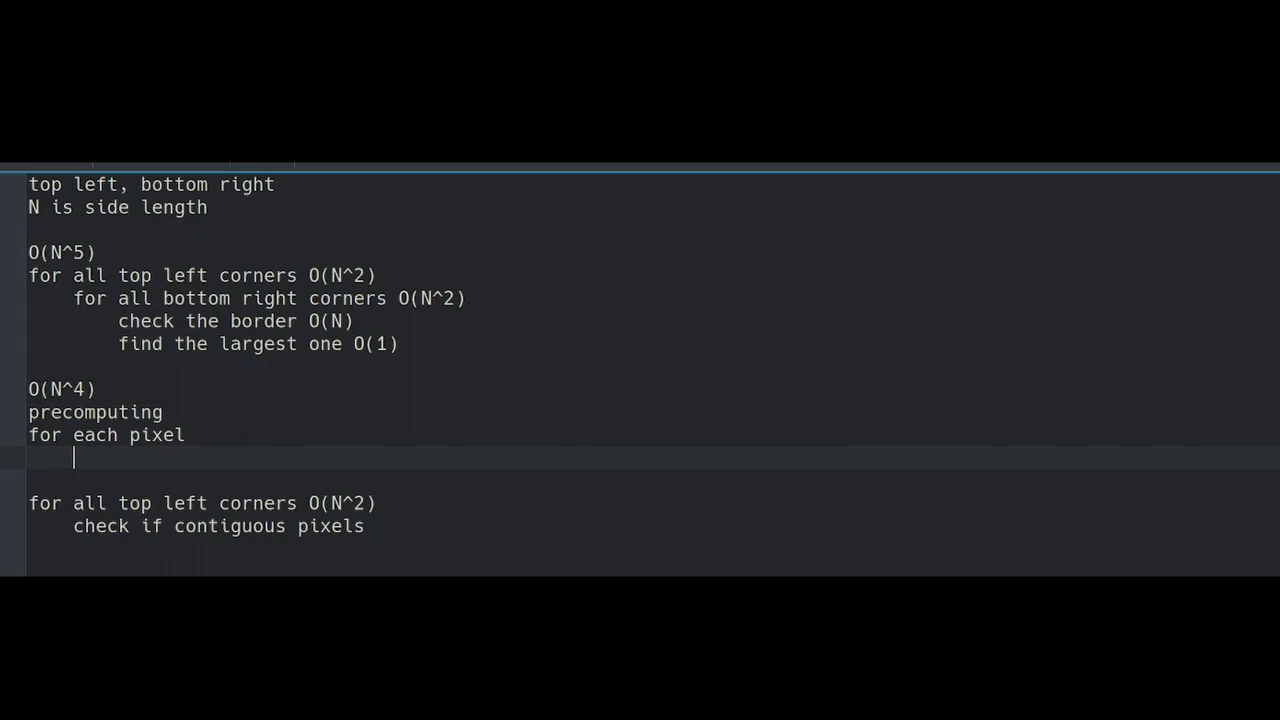 top left, bottom right
N is side length
O(N^5)
for all top left corners O(N^2)
for all bottom right corners O(N^2)
check the border O(N)
find the largest one O(1)
O(N^4)
precomputing
for each pixel
for all top left corners O(N^2)
check if contiguous pixels